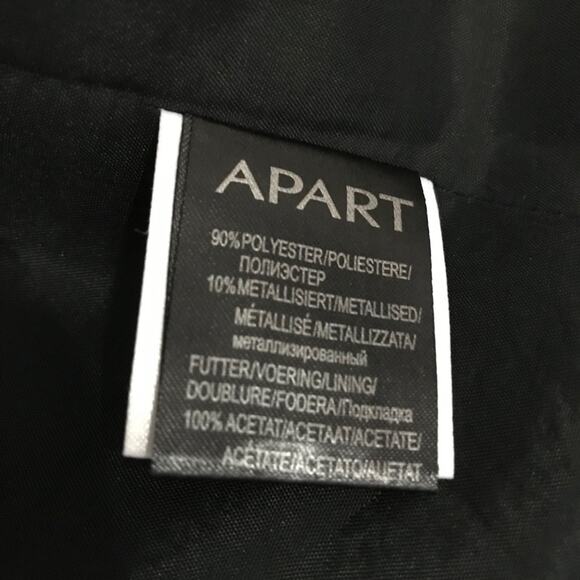 APART
90% POLYESTER/POLIESTERE/
ПОЛИЭСТЕР
10% METALLISIERT/METALLISED/
MÉTALLISÉ/METALLIZZATA/
металлизированный
FUTTER/VOERING/LINING/
DOUBLURE/FODERA/Подкладка
100% ACETAT/ACETAAT/ACETATE/
ACÉTATE/ACETATO/АЦЕТАТ